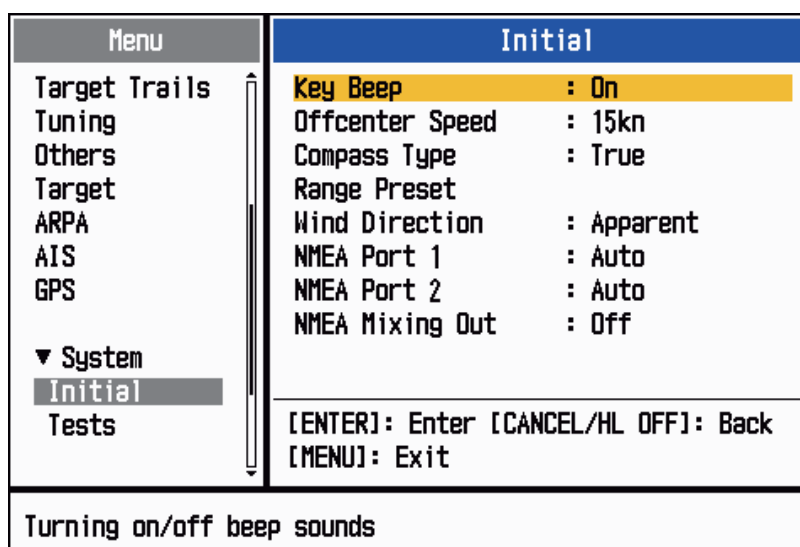 Menu
Target Trails
Tuning
Others
Target
ARPA
AIS
GPS
▼ System
Initial
Tests
Initial
Key Beep : On
Offcenter Speed : 15kn
Compass Type : True
Range Preset
Wind Direction : Apparent
NMEA Port 1 : Auto
NMEA Port 2 : Auto
NMEA Mixing Out : Off
[ENTER]: Enter [CANCEL/HL OFF]: Back
[MENU]: Exit
Turning on/off beep sounds